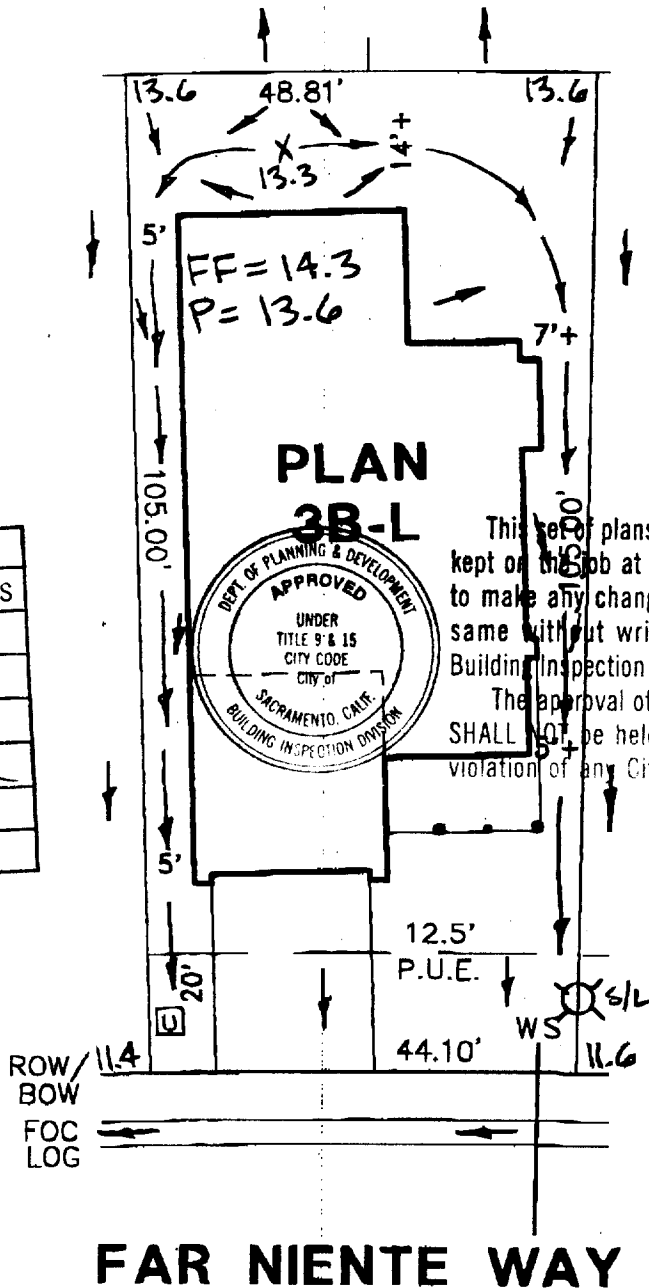 13.6 48.81' 13.6
X
14'+
13.3
5'
FF = 14.3
P = 13.6
7'+
PLAN
3B-L
105.00'
105.00'
S
This set of plans
kept on the job at
to make any chang
same without wri
Building Inspection
The approval of
SHALL NOT be held
violation of any Ci
DEPT. OF PLANNING & DEVELOPMENT
APPROVED
UNDER
TITLE 9 & 15
CITY CODE
City of
SACRAMENTO, CALIF.
BUILDING INSPECTION DIVISION
5'+
5'
12.5'
P.U.E.
20'
U
S/L
WS
11.4 44.10' 11.6
ROW/
BOW
FOC
LOG
FAR NIENTE WAY